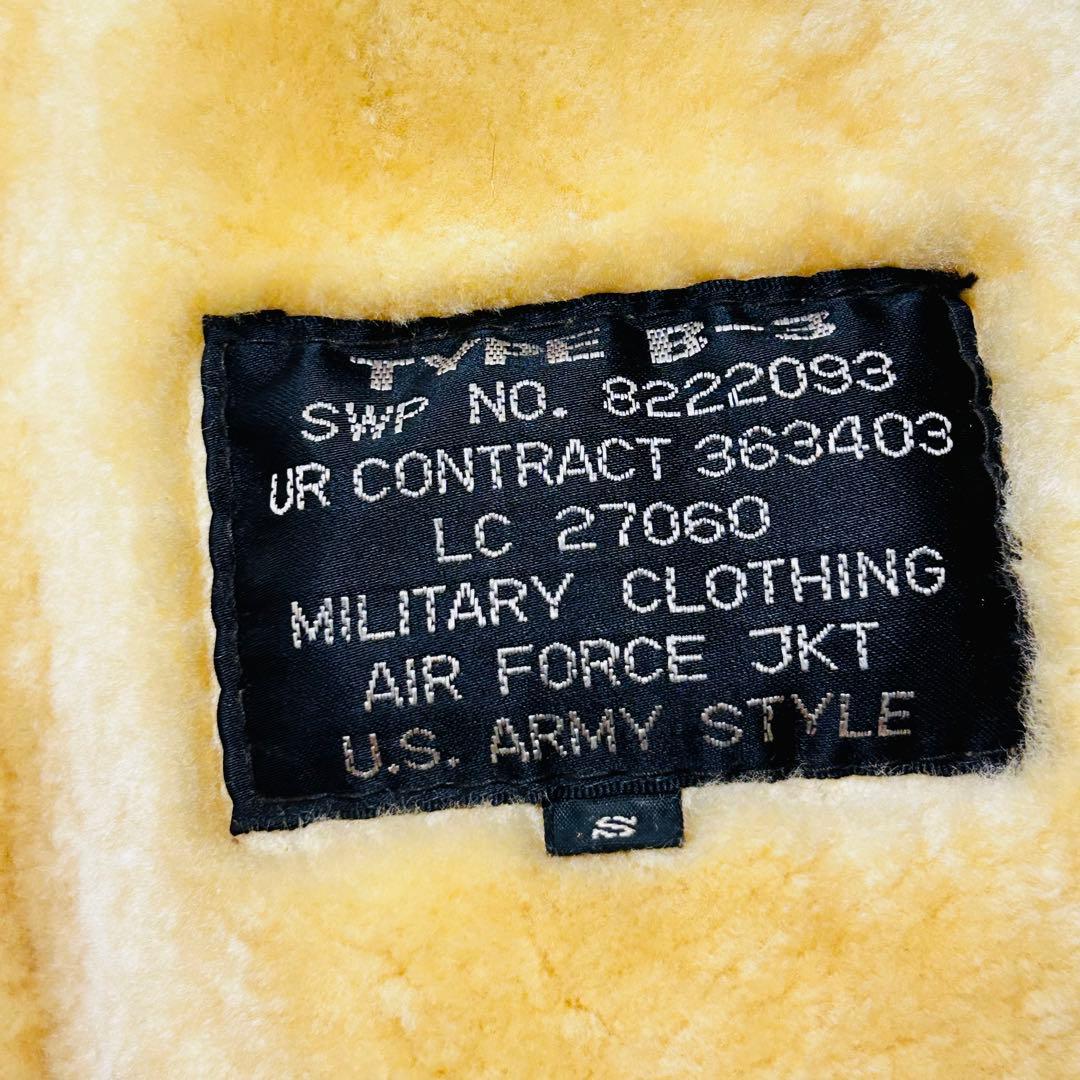 TYPE B-3
SWP NO. 8222093
UR CONTRACT 363403
LC 27060
MILITARY CLOTHING
AIR FORCE JKT
U.S. ARMY STYLE
S